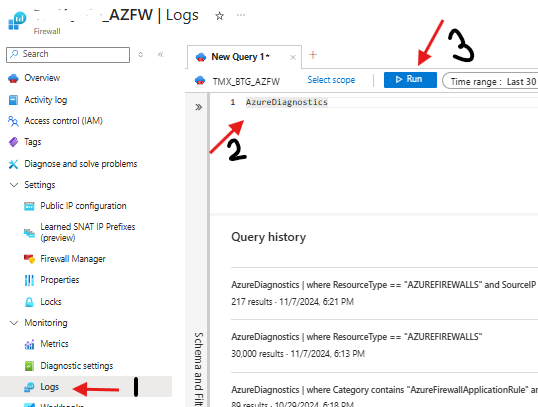 _AZFW | Logs
Firewall
Search
Overview
Activity log
Access control (IAM)
Tags
Diagnose and solve problems
Settings
Public IP configuration
Learned SNAT IP Prefixes
(preview)
Firewall Manager
Properties
Locks
Monitoring
Metrics
Diagnostic settings
Logs
1
New Query 1*
3
TMX_BTG_AZFW
Select scope
Run
Time range : Last 30
1 AzureDiagnostics
2
Query history
AzureDiagnostics | where ResourceType == "AZUREFIREWALLS" and SourceIP
217 results · 11/7/2024, 6:21 PM
AzureDiagnostics | where ResourceType == "AZUREFIREWALLS"
30,000 results · 11/7/2024, 6:13 PM
AzureDiagnostics | where Category contains "AzureFirewallApplicationRule"
89 results · 10/29/2024, 6:18 PM
Schema and Filt